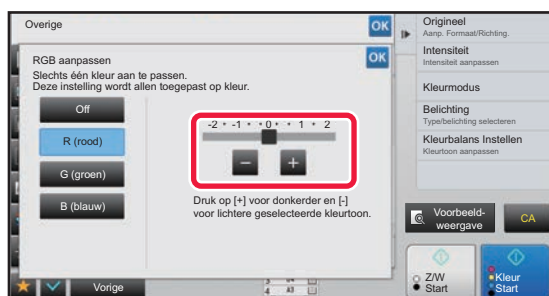 Overige
OK
RGB aanpassen
OK
Slechts één kleur aan te passen.
Deze instelling wordt allen toegepast op kleur.
Off
R (rood)
G (groen)
B (blauw)
-2 • -1 • • 0 • • 1 • 2
Druk op [+] voor donkerder en [-]
voor lichtere geselecteerde kleurtoon.
Vorige
Origineel
Aanp. Formaat/Richting.
Intensiteit
Intensiteit aanpassen
Kleurmodus
Belichting
Type/belichting selecteren
Kleurbalans Instellen
Kleurtoon aanpassen
Voorbeeld-
weergave
CA
Z/W
Start
Kleur
Start
4 A3